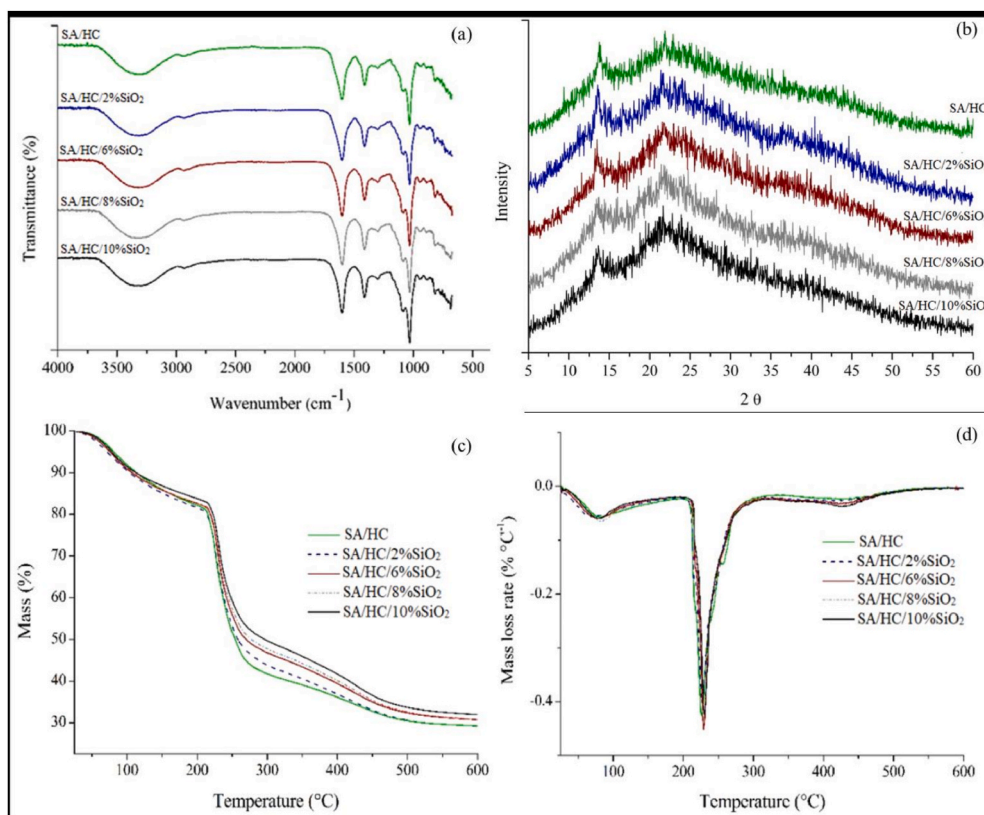 (a)
SA/HC
SA/HC/2%SiO₂
SA/HC/6%SiO₂
SA/HC/8%SiO₂
SA/HC/10%SiO₂
Transmittance (%)
4000 3500 3000 2500 2000 1500 1000 500
Wavenumber (cm⁻¹)
(b)
SA/HC
SA/HC/2%SiO
SA/HC/6%SiO
SA/HC/8%SiO
SA/HC/10%SiO
Intensity
5 10 15 20 25 30 35 40 45 50 55 60
2 θ
(c)
100
90
80
70
60
50
40
30
Mass (%)
SA/HC
SA/HC/2%SiO₂
SA/HC/6%SiO₂
SA/HC/8%SiO₂
SA/HC/10%SiO₂
100 200 300 400 500 600
Temperature (°C)
(d)
0.0
-0.2
-0.4
Mass loss rate (% °C⁻¹)
SA/HC
SA/HC/2%SiO₂
SA/HC/6%SiO₂
SA/HC/8%SiO₂
SA/HC/10%SiO₂
100 200 300 400 500 600
Temperature (°C)